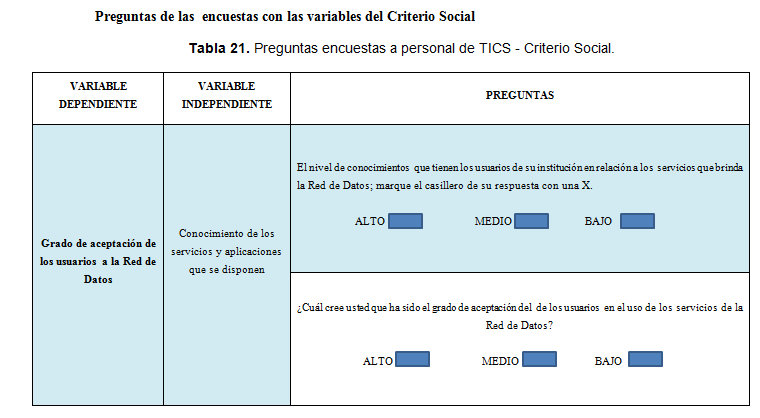 Preguntas de las encuestas con las variables del Criterio Social
Tabla 21. Preguntas encuestas a personal de TICS - Criterio Social.
VARIABLE
DEPENDIENTE
VARIABLE
INDEPENDIENTE
PREGUNTAS
Grado de aceptación de
los usuarios a la Red de
Datos
Conocimiento de los
servicios y aplicaciones
que se disponen
El nivel de conocimientos que tienen los usuarios de su institución en relación a los servicios que brinda
la Red de Datos; marque el casillero de su respuesta con una X.
ALTO MEDIO BAJO
¿Cuál cree usted que ha sido el grado de aceptación del de los usuarios en el uso de los servicios de la
Red de Datos?
ALTO MEDIO BAJO